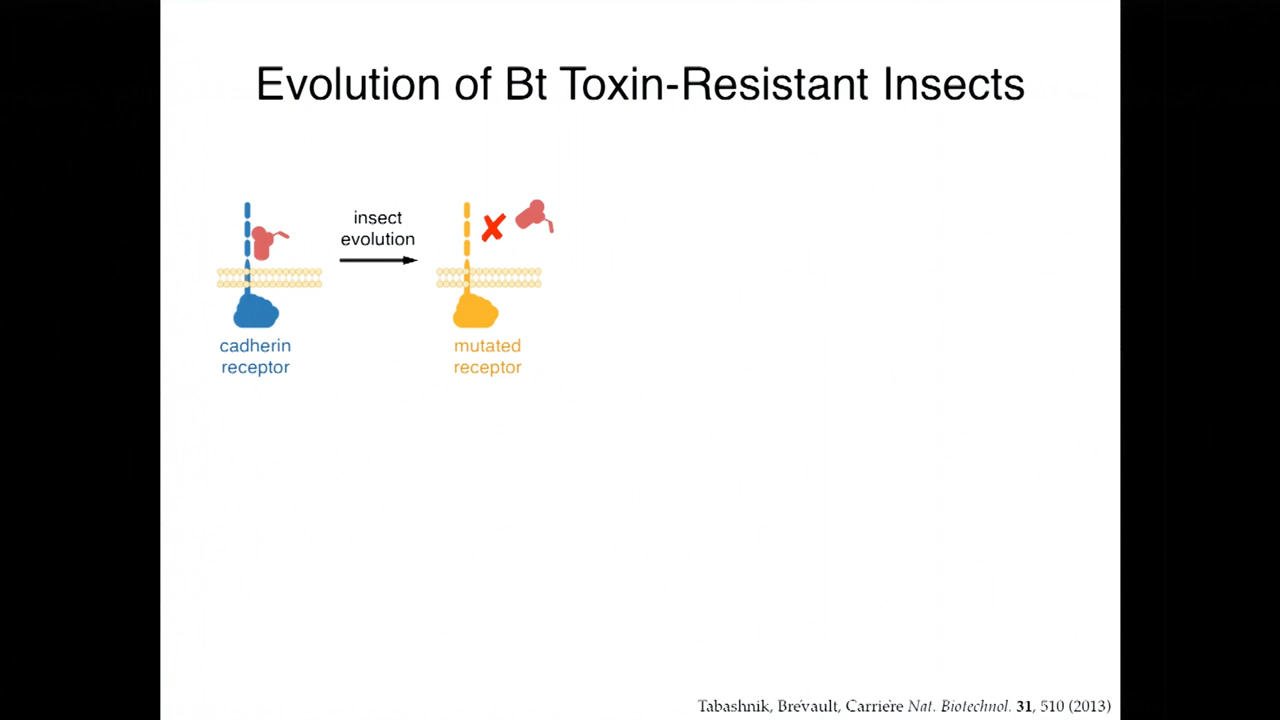 Evolution of Bt Toxin-Resistant Insects
insect
evolution
cadherin
receptor
mutated
receptor
Tabashnik, Brévault, Carrière Nat. Biotechnol. 31, 510 (2013)